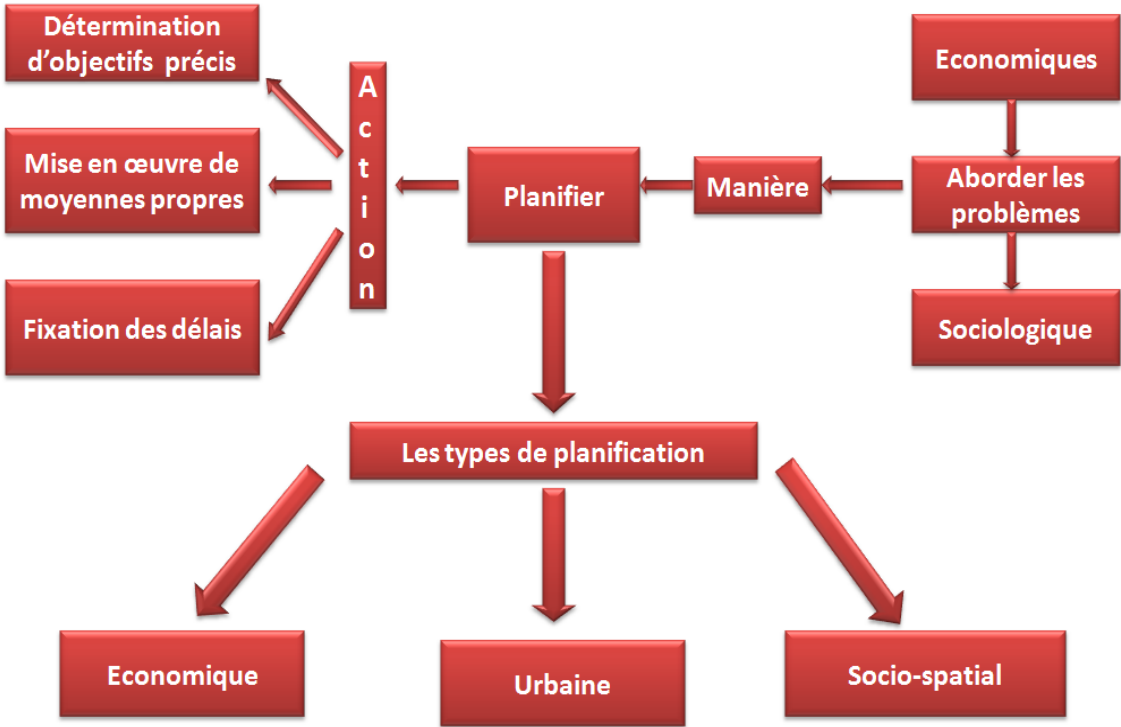 Détermination
d'objectifs précis
Mise en œuvre de
moyennes propres
Fixation des délais
Action
Planifier
Manière
Economiques
Aborder les
problèmes
Sociologique
Les types de planification
Economique
Urbaine
Socio-spatial